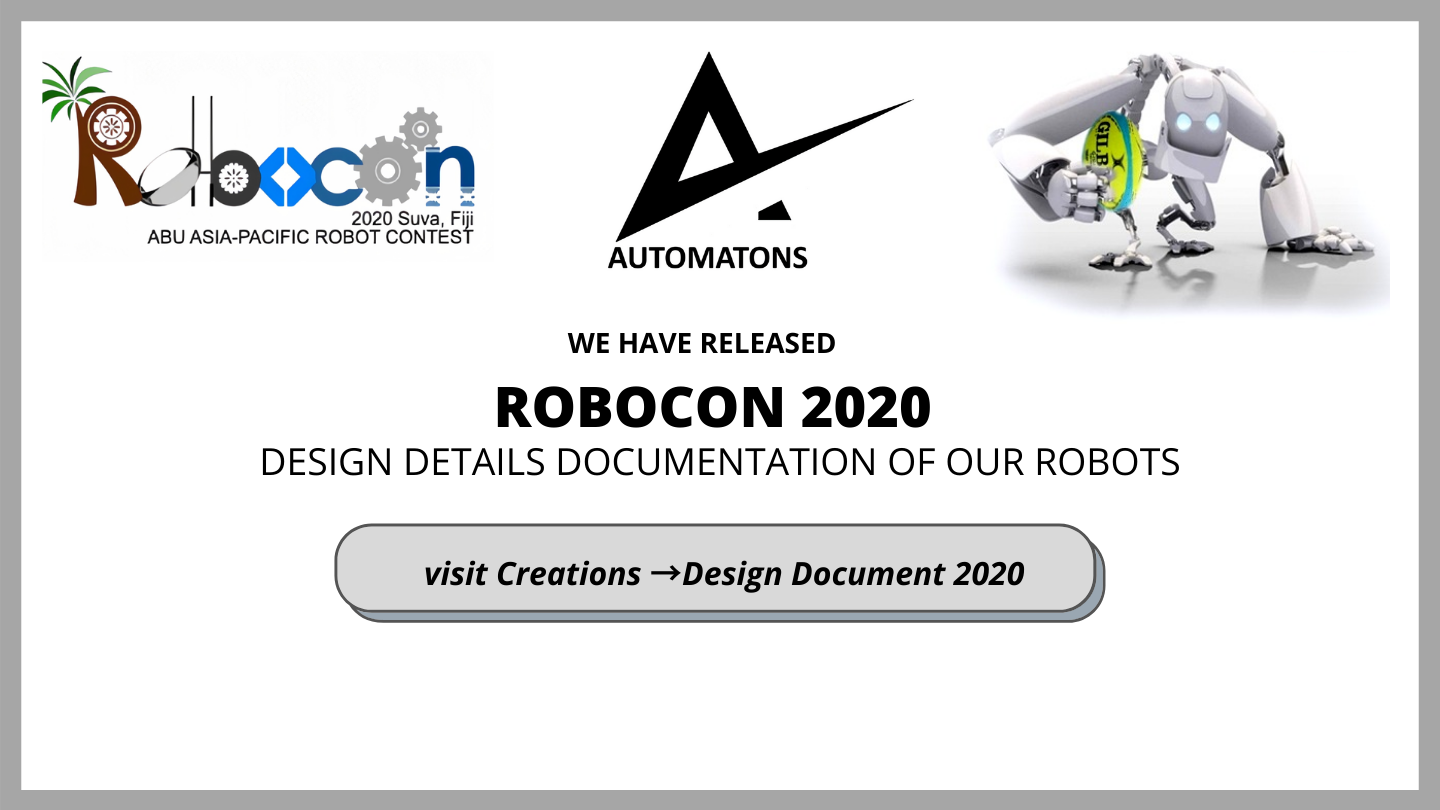 Robocon
2020 Suva, Fiji
ABU ASIA-PACIFIC ROBOT CONTEST
AUTOMATONS
GILB
WE HAVE RELEASED
ROBOCON 2020
DESIGN DETAILS DOCUMENTATION OF OUR ROBOTS
visit Creations →Design Document 2020